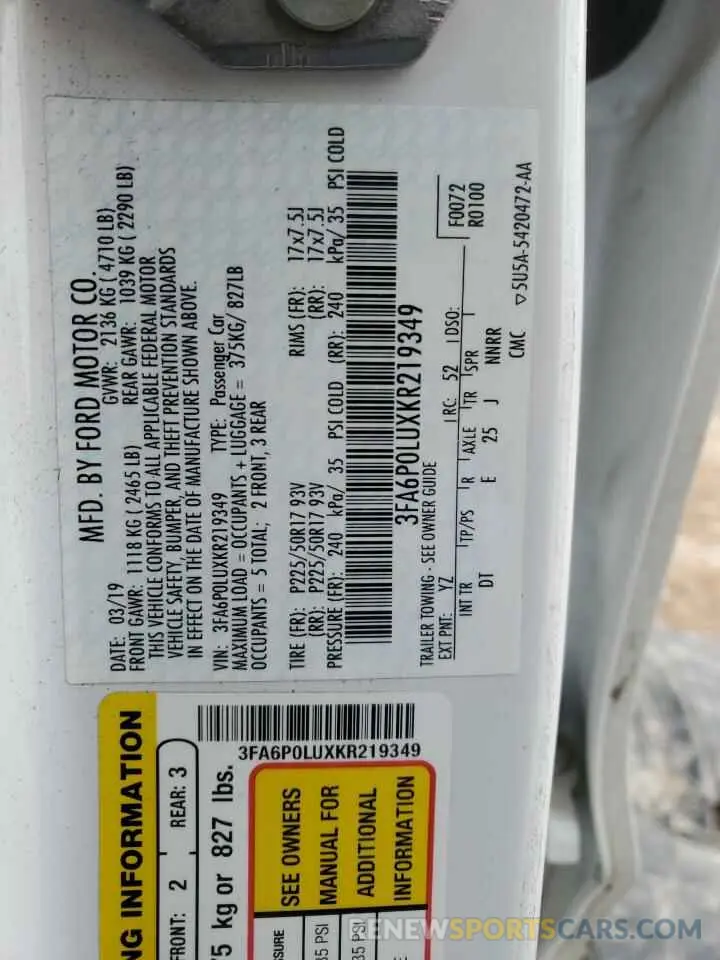 MFD. BY FORD MOTOR CO.
DATE: 03/19 GVWR: 2136 KG ( 4710 LB)
FRONT GAWR: 1118 KG ( 2465 LB) REAR GAWR: 1039 KG ( 2290 LB)
THIS VEHICLE CONFORMS TO ALL APPLICABLE FEDERAL MOTOR
VEHICLE SAFETY, BUMPER, AND THEFT PREVENTION STANDARDS
IN EFFECT ON THE DATE OF MANUFACTURE SHOWN ABOVE.
VIN: 3FA6P0LUXKR219349 TYPE: Passenger Car
MAXIMUM LOAD = OCCUPANTS + LUGGAGE = 375KG/ 827LB
OCCUPANTS = 5 TOTAL; 2 FRONT, 3 REAR
TIRE (FR): P225/50R17 93V RIMS (FR): 17x7.5J
(RR): P225/50R17 93V (RR): 17x7.5J
PRESSURE (FR): 240 kPa/ 35 PSI COLD (RR): 240 kPa/ 35 PSI COLD
3FA6P0LUXKR219349
TRAILER TOWING - SEE OWNER GUIDE
EXT PNT: YZ RC: 52 DSO: F0072
R0100
INT TR TP/PS R AXLE TR SPR
DT E 25 J NNRR
CMC ▽5U5A-5420472-AA
NG INFORMATION
FRONT: 2 REAR: 3
75 kg or 827 lbs.
3FA6P0LUXKR219349
SSURE
35 PSI
35 PSI
SEE OWNERS
MANUAL FOR
ADDITIONAL
INFORMATION
RENEWSPORTSCARS.COM